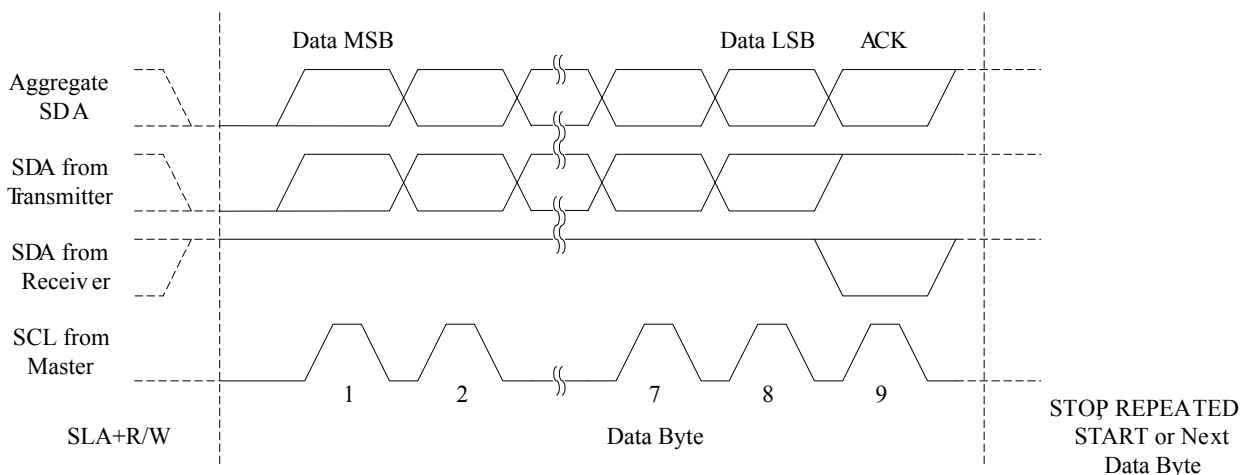 Data MSB
Data LSB
ACK
Aggregate
SDA
SDA from
Transmitter
SDA from
Receiver
SCL from
Master
1
2
7
8
9
SLA+R/W
Data Byte
STOP, REPEATED
START or Next
Data Byte